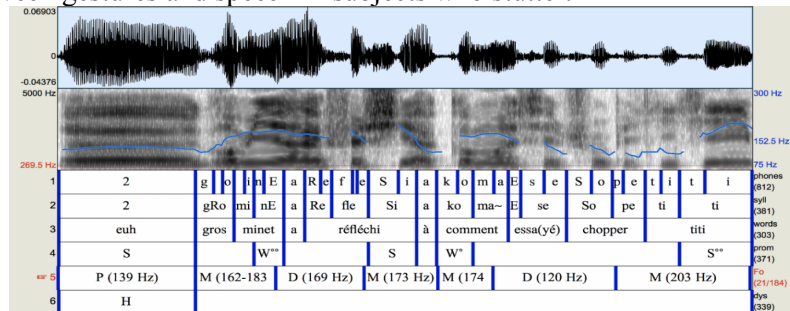 gestures and speech in subjects who stutter
0.06903
0
-0.04376
5000 Hz 300 Hz
152.5 Hz
269.5 Hz 75 Hz
1 2 g o i n E a R e f e S i a k o m a E s e S o p e t i t i phones (812)
2 2 gRo mi nE a Re fle Si a ko ma~ E se So pe ti ti syll (381)
3 euh gros minet a réfléchi à comment essa(yé) chopper titi words (303)
4 S W°° S W° S°° prom (371)
5 P (139 Hz) M (162-183 D (169 Hz) M (173 Hz) M (174 D (120 Hz) M (203 Hz) Fo (21/184)
6 H dys (339)